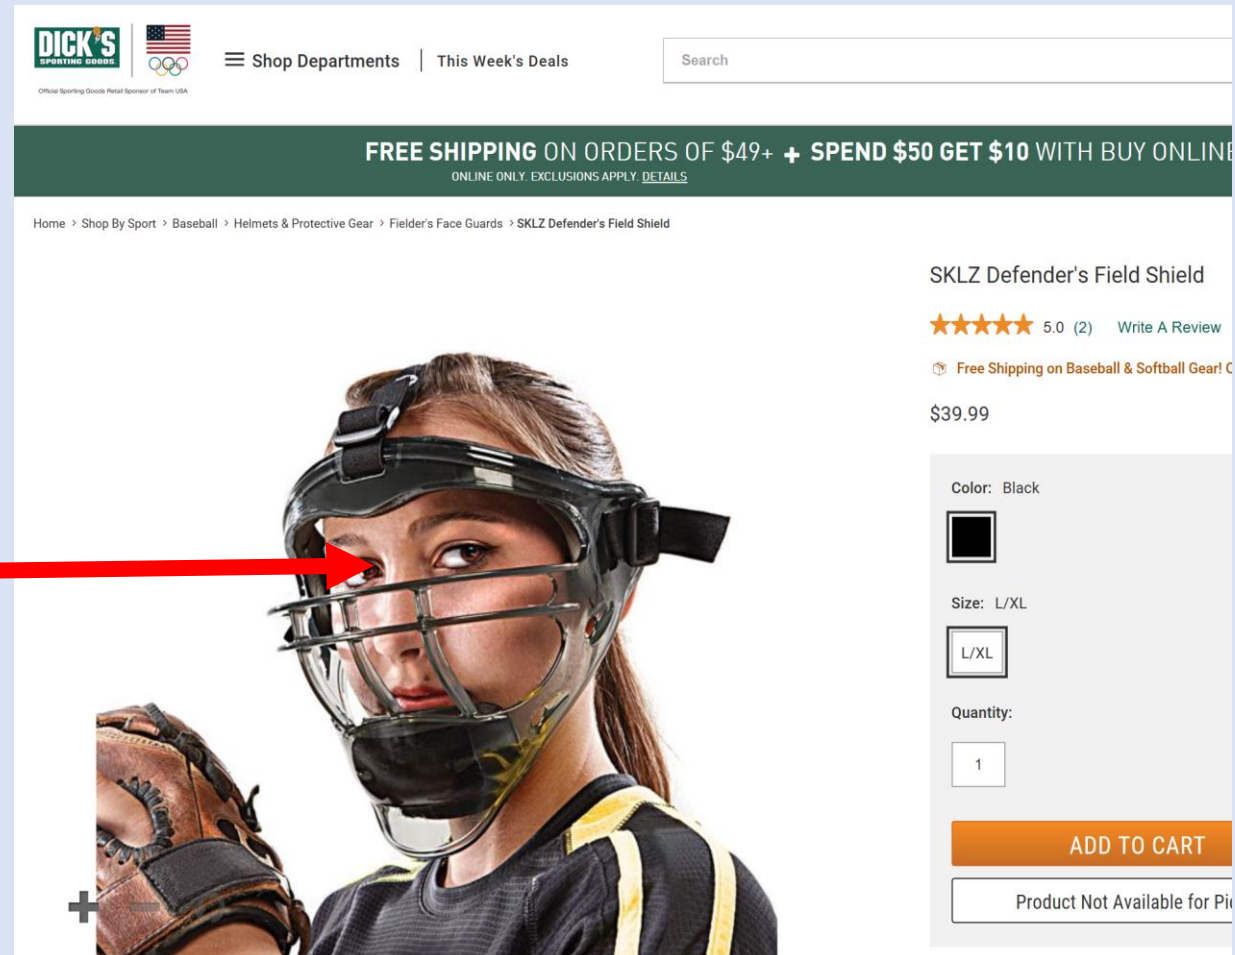 DICK'S
SPORTING GOODS
Official Sporting Goods Retail Sponsor of Team USA
Shop Departments
This Week's Deals
Search
FREE SHIPPING ON ORDERS OF $49+ + SPEND $50 GET $10 WITH BUY ONLINE
ONLINE ONLY. EXCLUSIONS APPLY. DETAILS
Home > Shop By Sport > Baseball > Helmets & Protective Gear > Fielder's Face Guards > SKLZ Defender's Field Shield
SKLZ Defender's Field Shield
5.0 (2) Write A Review
Free Shipping on Baseball & Softball Gear!
$39.99
Color: Black
Size: L/XL
L/XL
Quantity:
1
ADD TO CART
Product Not Available for